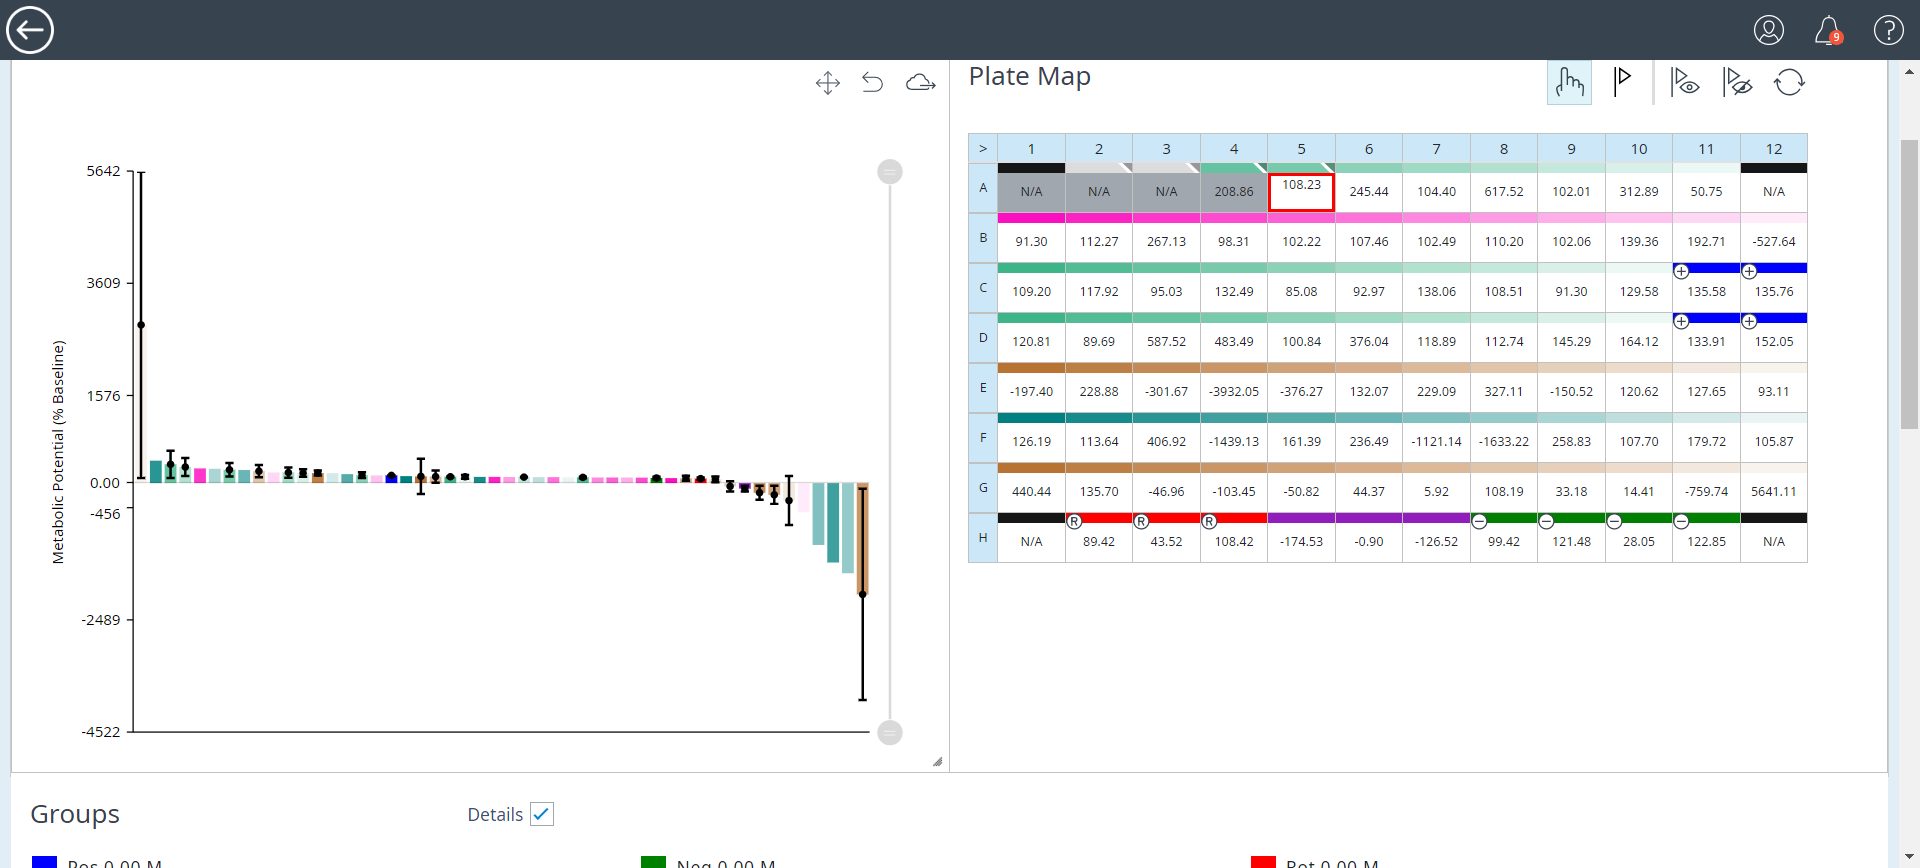 9
Plate Map
5642
3609
1576
0.00
-456
-2489
-4522
Metabolic Potential (% Baseline)
> 1 2 3 4 5 6 7 8 9 10 11 12
A N/A N/A N/A 208.86 108.23 245.44 104.40 617.52 102.01 312.89 50.75 N/A
B 91.30 112.27 267.13 98.31 102.22 107.46 102.49 110.20 102.06 139.36 192.71 -527.64
C 109.20 117.92 95.03 132.49 85.08 92.97 138.06 108.51 91.30 129.58 135.58 135.76
D 120.81 89.69 587.52 483.49 100.84 376.04 118.89 112.74 145.29 164.12 133.91 152.05
E -197.40 228.88 -301.67 -3932.05 -376.27 132.07 229.09 327.11 -150.52 120.62 127.65 93.11
F 126.19 113.64 406.92 -1439.13 161.39 236.49 -1121.14 -1633.22 258.83 107.70 179.72 105.87
G 440.44 135.70 -46.96 -103.45 -50.82 44.37 5.92 108.19 33.18 14.41 -759.74 5641.11
R R R
H N/A 89.42 43.52 108.42 -174.53 -0.90 -126.52 99.42 121.48 28.05 122.85 N/A
Groups
Details
Pos 0.00 M
Neg 0.00 M
Rot 0.00 M